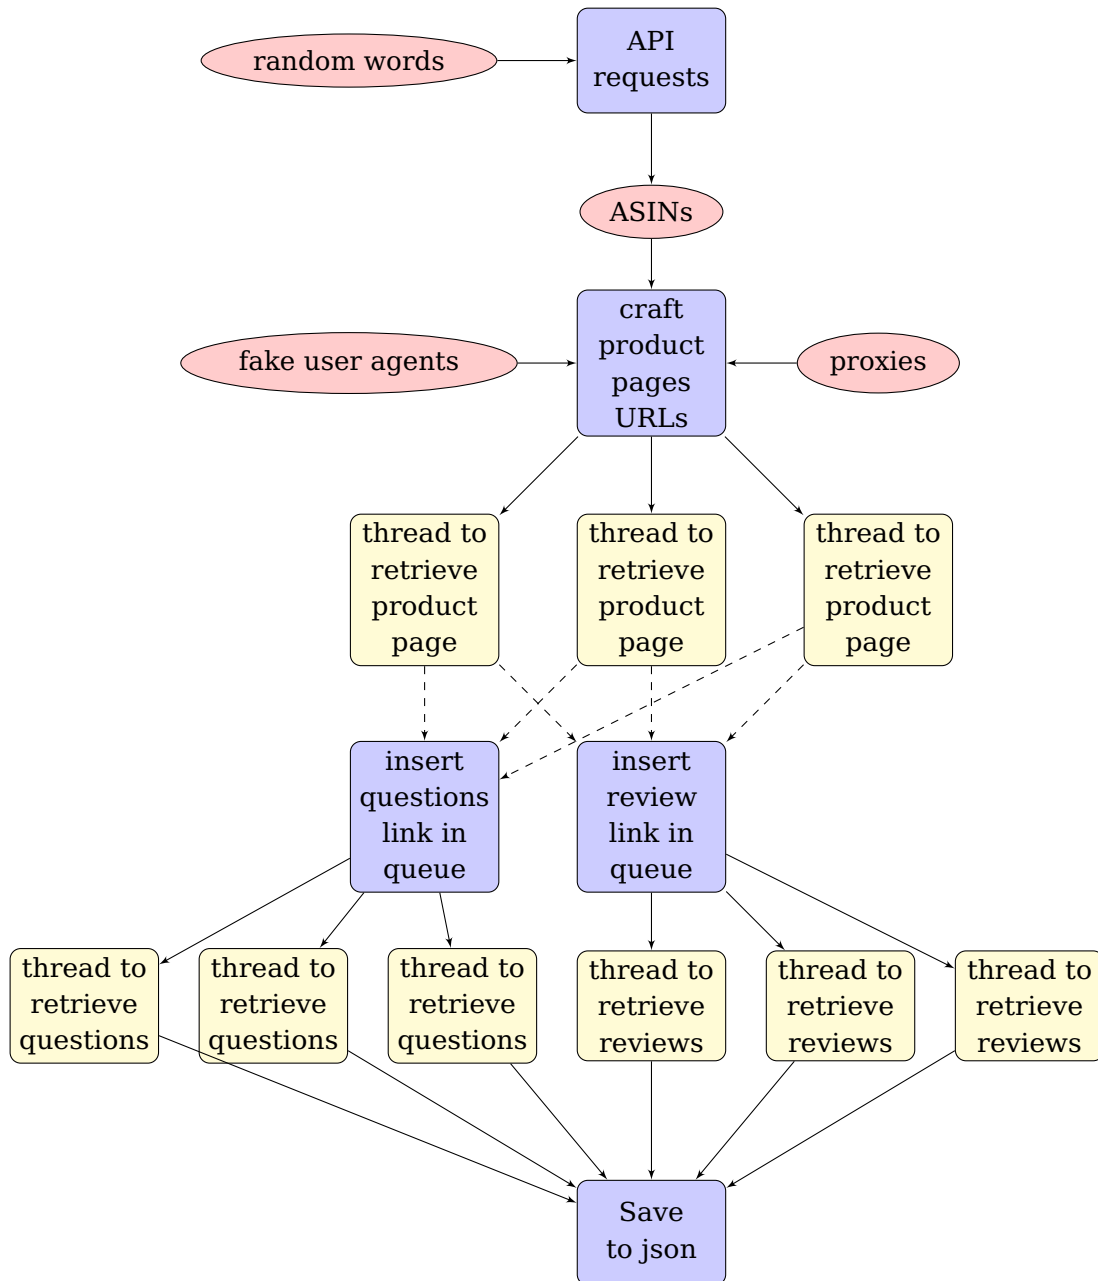 random words
API
requests
ASINs
fake user agents
craft
product
pages
URLs
proxies
thread to
retrieve
product
page
thread to
retrieve
product
page
thread to
retrieve
product
page
insert
questions
link in
queue
insert
review
link in
queue
thread to
retrieve
questions
thread to
retrieve
questions
thread to
retrieve
questions
thread to
retrieve
reviews
thread to
retrieve
reviews
thread to
retrieve
reviews
Save
to json